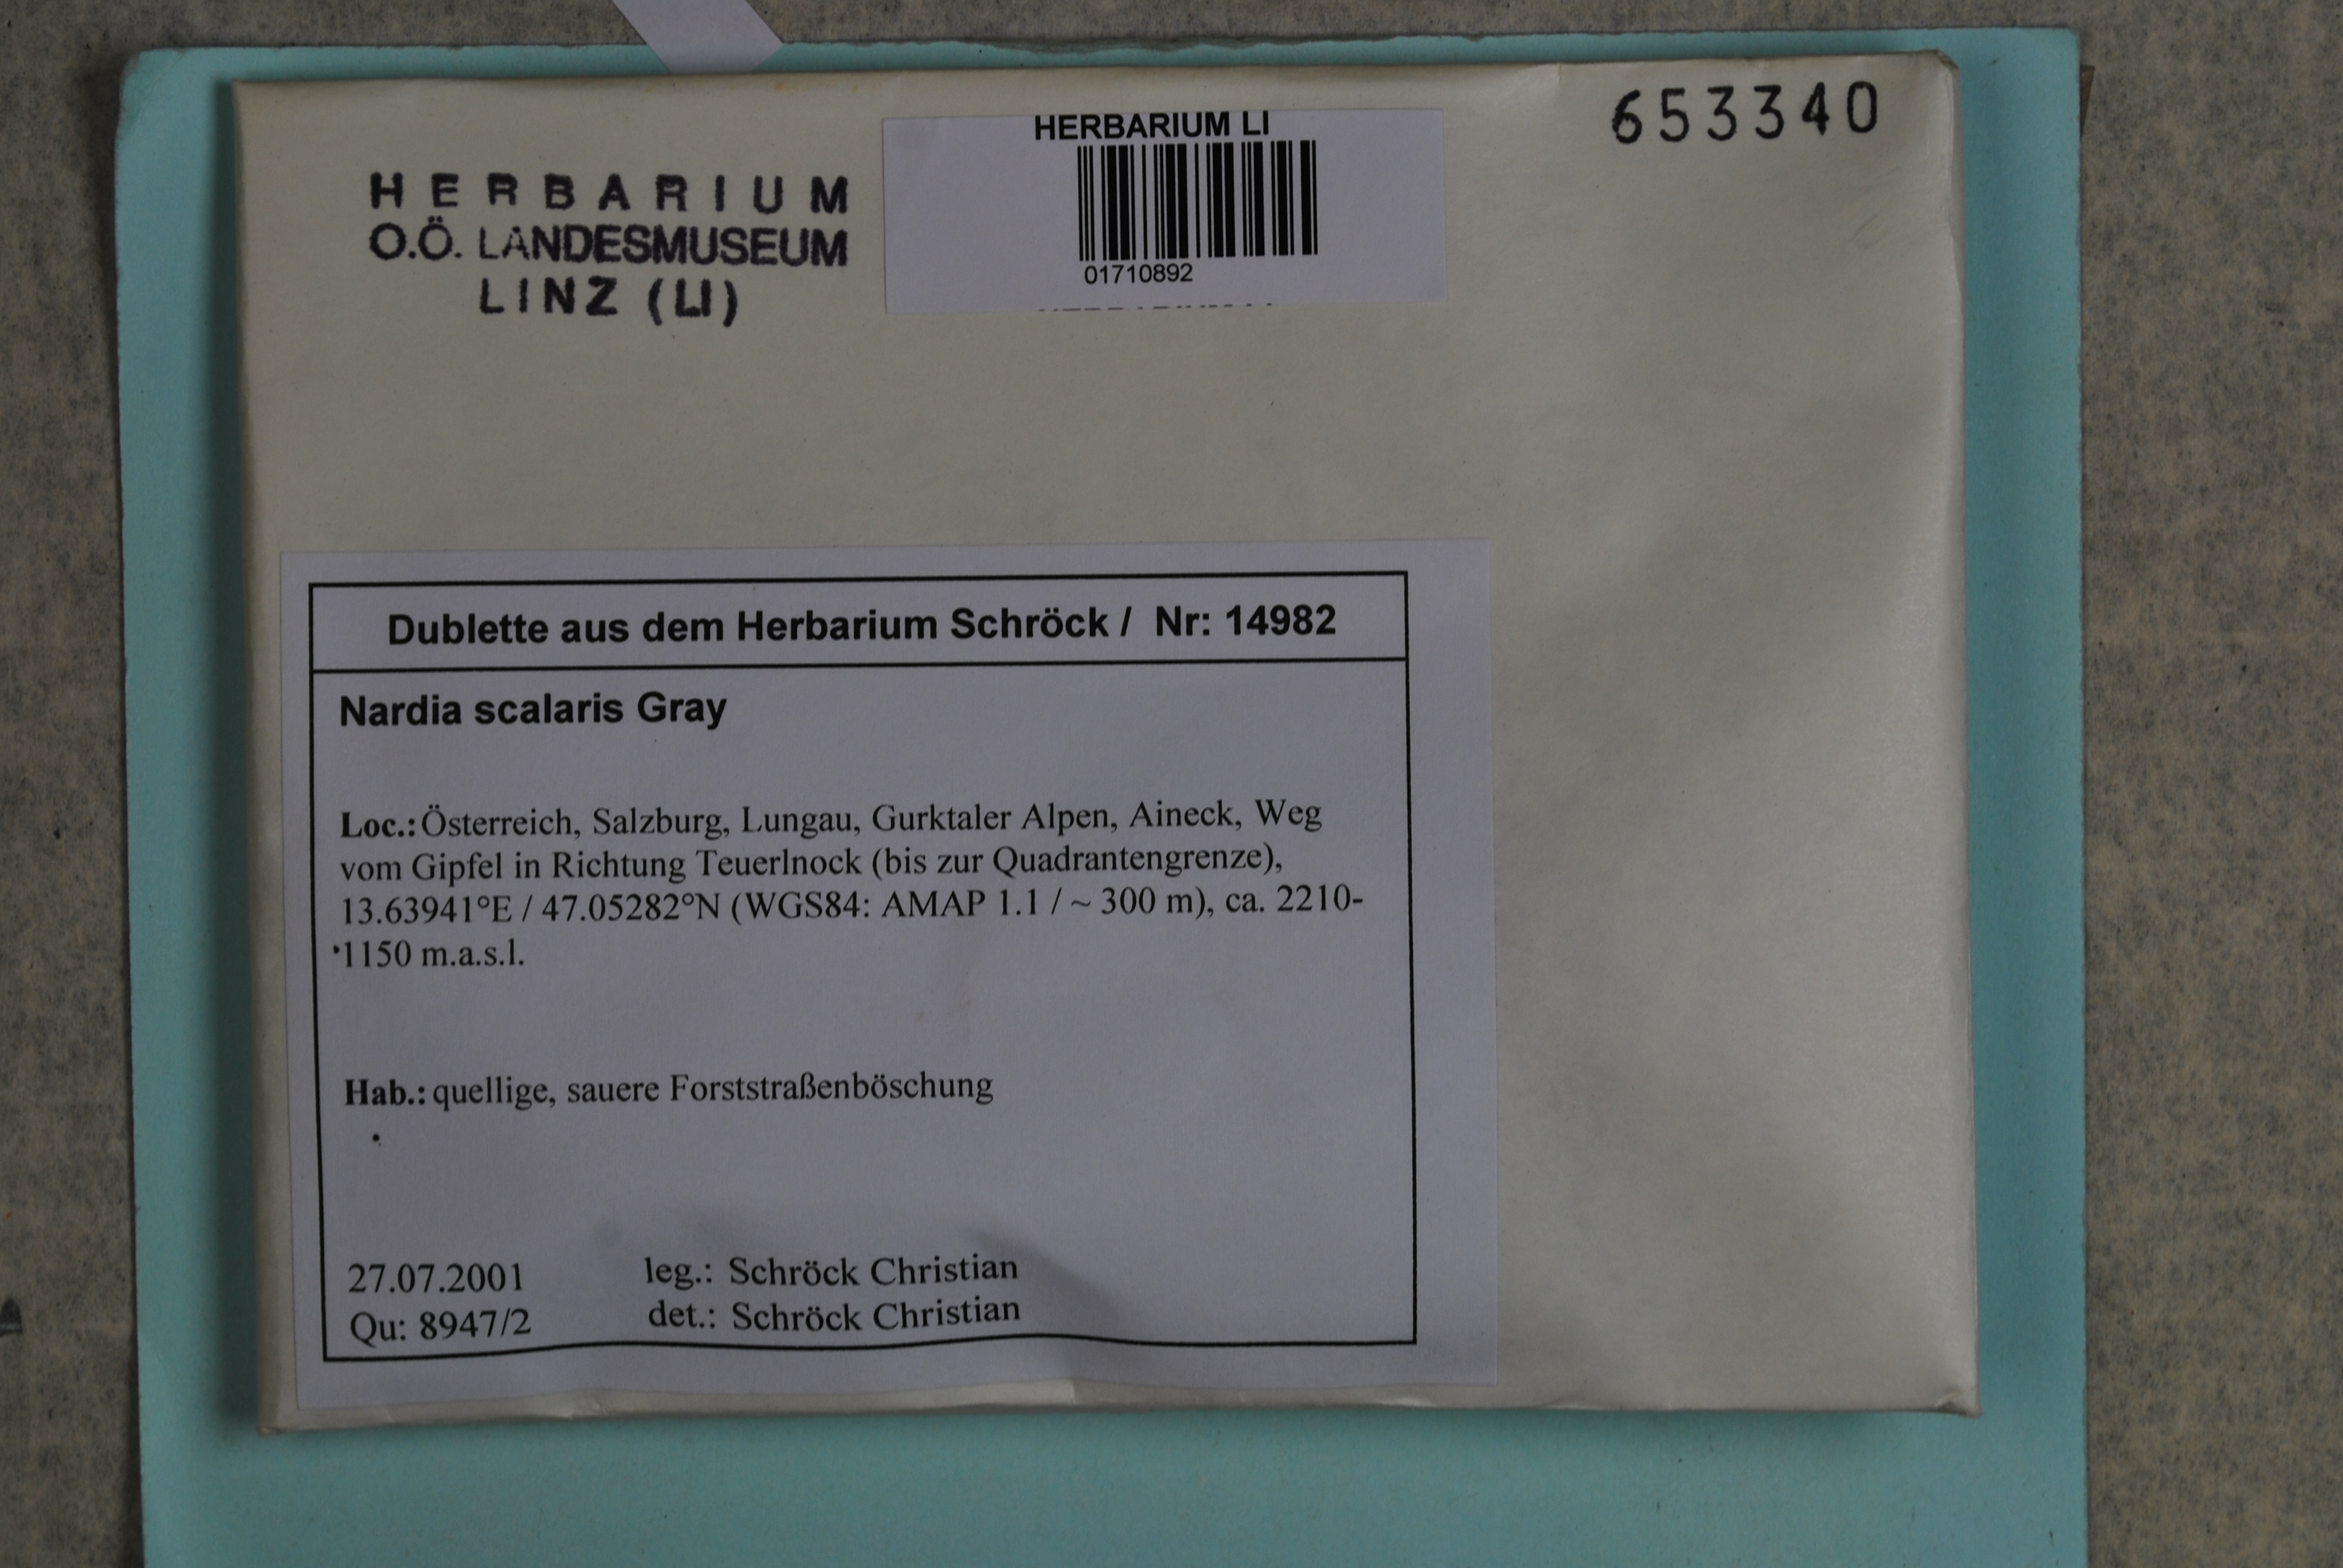 HERBARIUM
O.Ö. LANDESMUSEUM
LINZ (LI)
HERBARIUM LI
01710892
653340
Dublette aus dem Herbarium Schröck / Nr: 14982
Nardia scalaris Gray
Loc.: Österreich, Salzburg, Lungau, Gurktaler Alpen, Aineck, Weg
vom Gipfel in Richtung Teuerlnock (bis zur Quadrantengrenze),
13.63941°E / 47.05282°N (WGS84: AMAP 1.1 / ~ 300 m), ca. 2210-
1150 m.a.s.l.
Hab.: quellige, sauere Forststraßenböschung
27.07.2001 leg.: Schröck Christian
Qu: 8947/2 det.: Schröck Christian